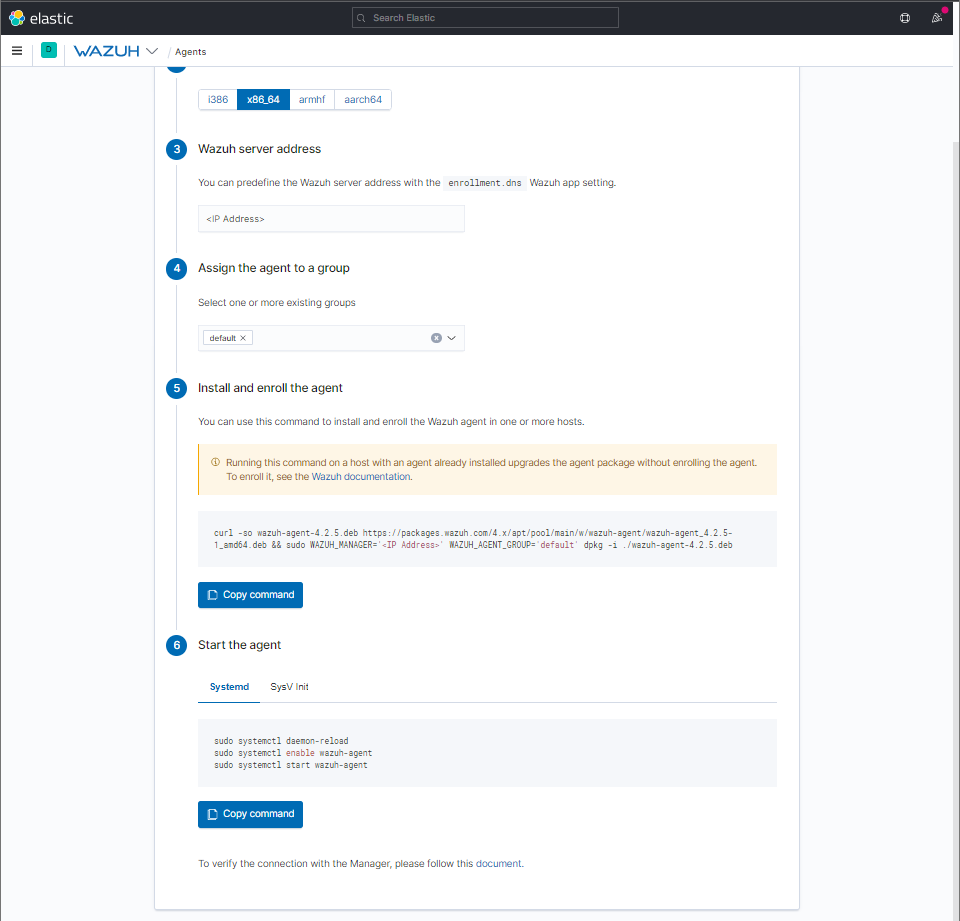 elastic
Search Elastic
D
WAZUH
/ Agents
i386
x86_64
armhf
aarch64
3
Wazuh server address
You can predefine the Wazuh server address with the enrollment.dns Wazuh app setting.
<IP Address>
4
Assign the agent to a group
Select one or more existing groups
default ×
5
Install and enroll the agent
You can use this command to install and enroll the Wazuh agent in one or more hosts.
Running this command on a host with an agent already installed upgrades the agent package without enrolling the agent.
To enroll it, see the Wazuh documentation.
curl -so wazuh-agent-4.2.5.deb https://packages.wazuh.com/4.x/apt/pool/main/w/wazuh-agent/wazuh-agent_4.2.5-
1_amd64.deb && sudo WAZUH_MANAGER='<IP Address>' WAZUH_AGENT_GROUP='default' dpkg -i ./wazuh-agent-4.2.5.deb
Copy command
6
Start the agent
Systemd
SysV Init
sudo systemctl daemon-reload
sudo systemctl enable wazuh-agent
sudo systemctl start wazuh-agent
Copy command
To verify the connection with the Manager, please follow this document.